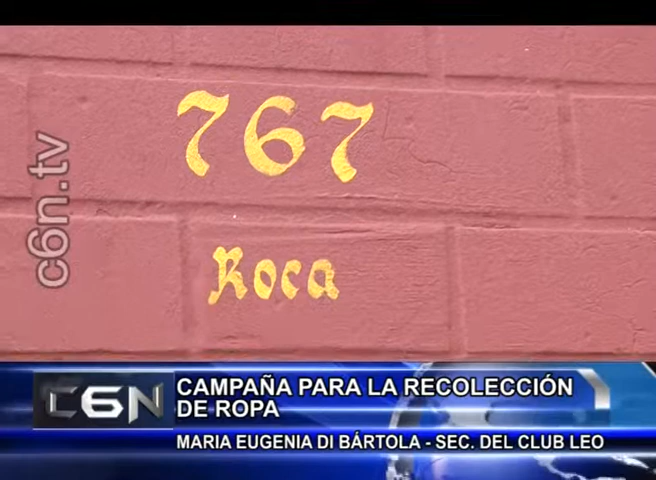 767
Roca
c6n.tv
C6N
CAMPAÑA PARA LA RECOLECCIÓN
DE ROPA
MARIA EUGENIA DI BÁRTOLA - SEC. DEL CLUB LEO